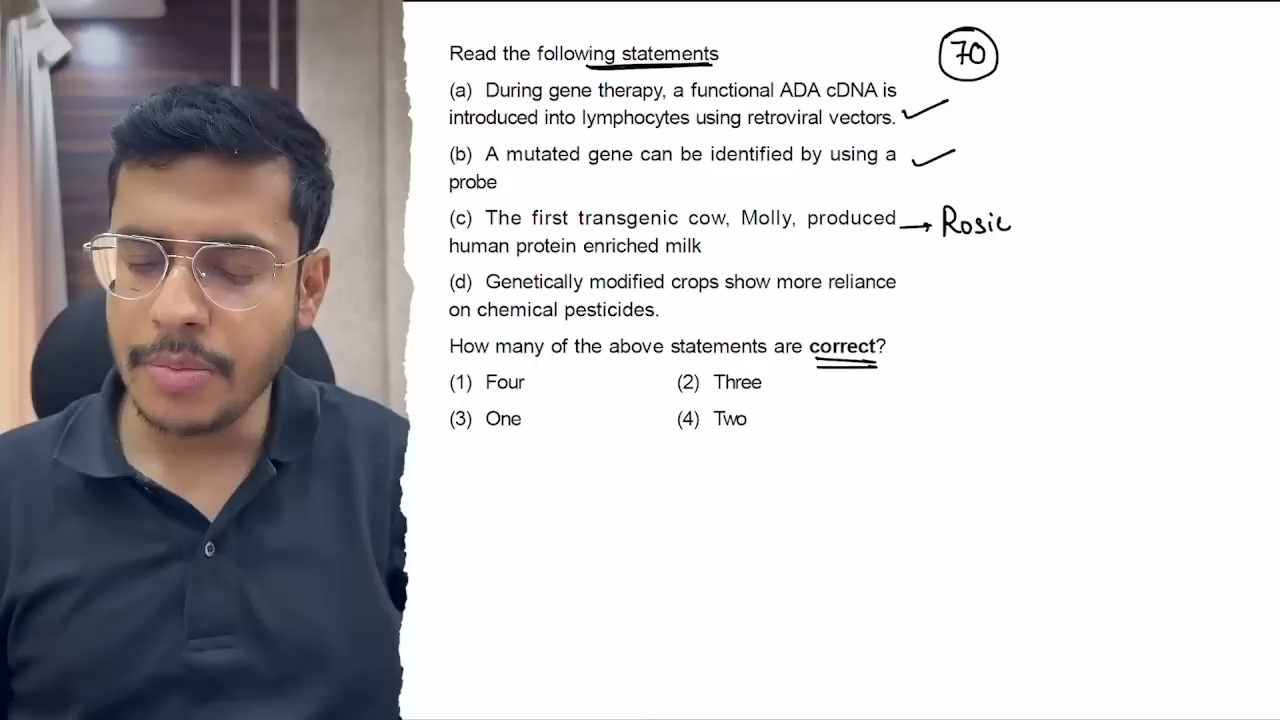 Read the following statements
70
(a) During gene therapy, a functional ADA cDNA is
introduced into lymphocytes using retroviral vectors.
(b) A mutated gene can be identified by using a
probe
(c) The first transgenic cow, Molly, produced → Rosie
human protein enriched milk
(d) Genetically modified crops show more reliance
on chemical pesticides.
How many of the above statements are correct?
(1) Four (2) Three
(3) One (4) Two